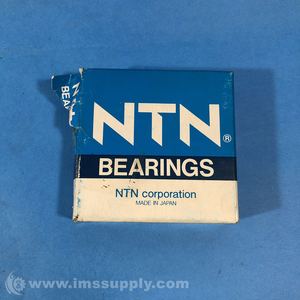 NTN®
BEARINGS
NTN corporation
MADE IN JAPAN
© www.imssupply.com